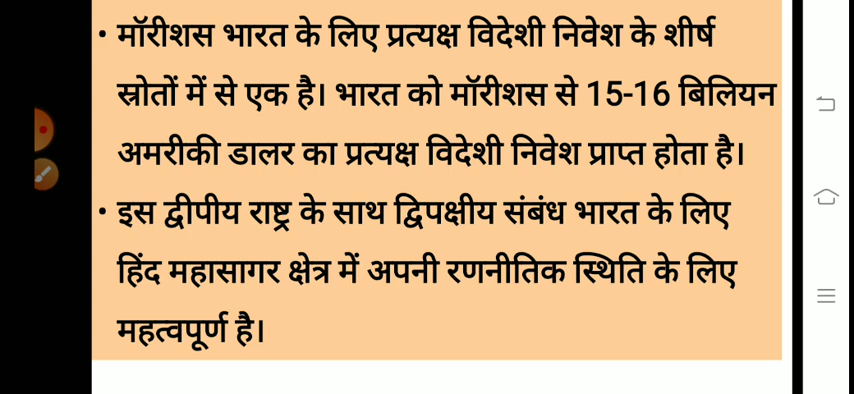 • मॉरीशस भारत के लिए प्रत्यक्ष विदेशी निवेश के शीर्ष
स्रोतों में से एक है। भारत को मॉरीशस से 15-16 बिलियन
अमरीकी डालर का प्रत्यक्ष विदेशी निवेश प्राप्त होता है।
• इस द्वीपीय राष्ट्र के साथ द्विपक्षीय संबंध भारत के लिए
हिंद महासागर क्षेत्र में अपनी रणनीतिक स्थिति के लिए
महत्वपूर्ण है।